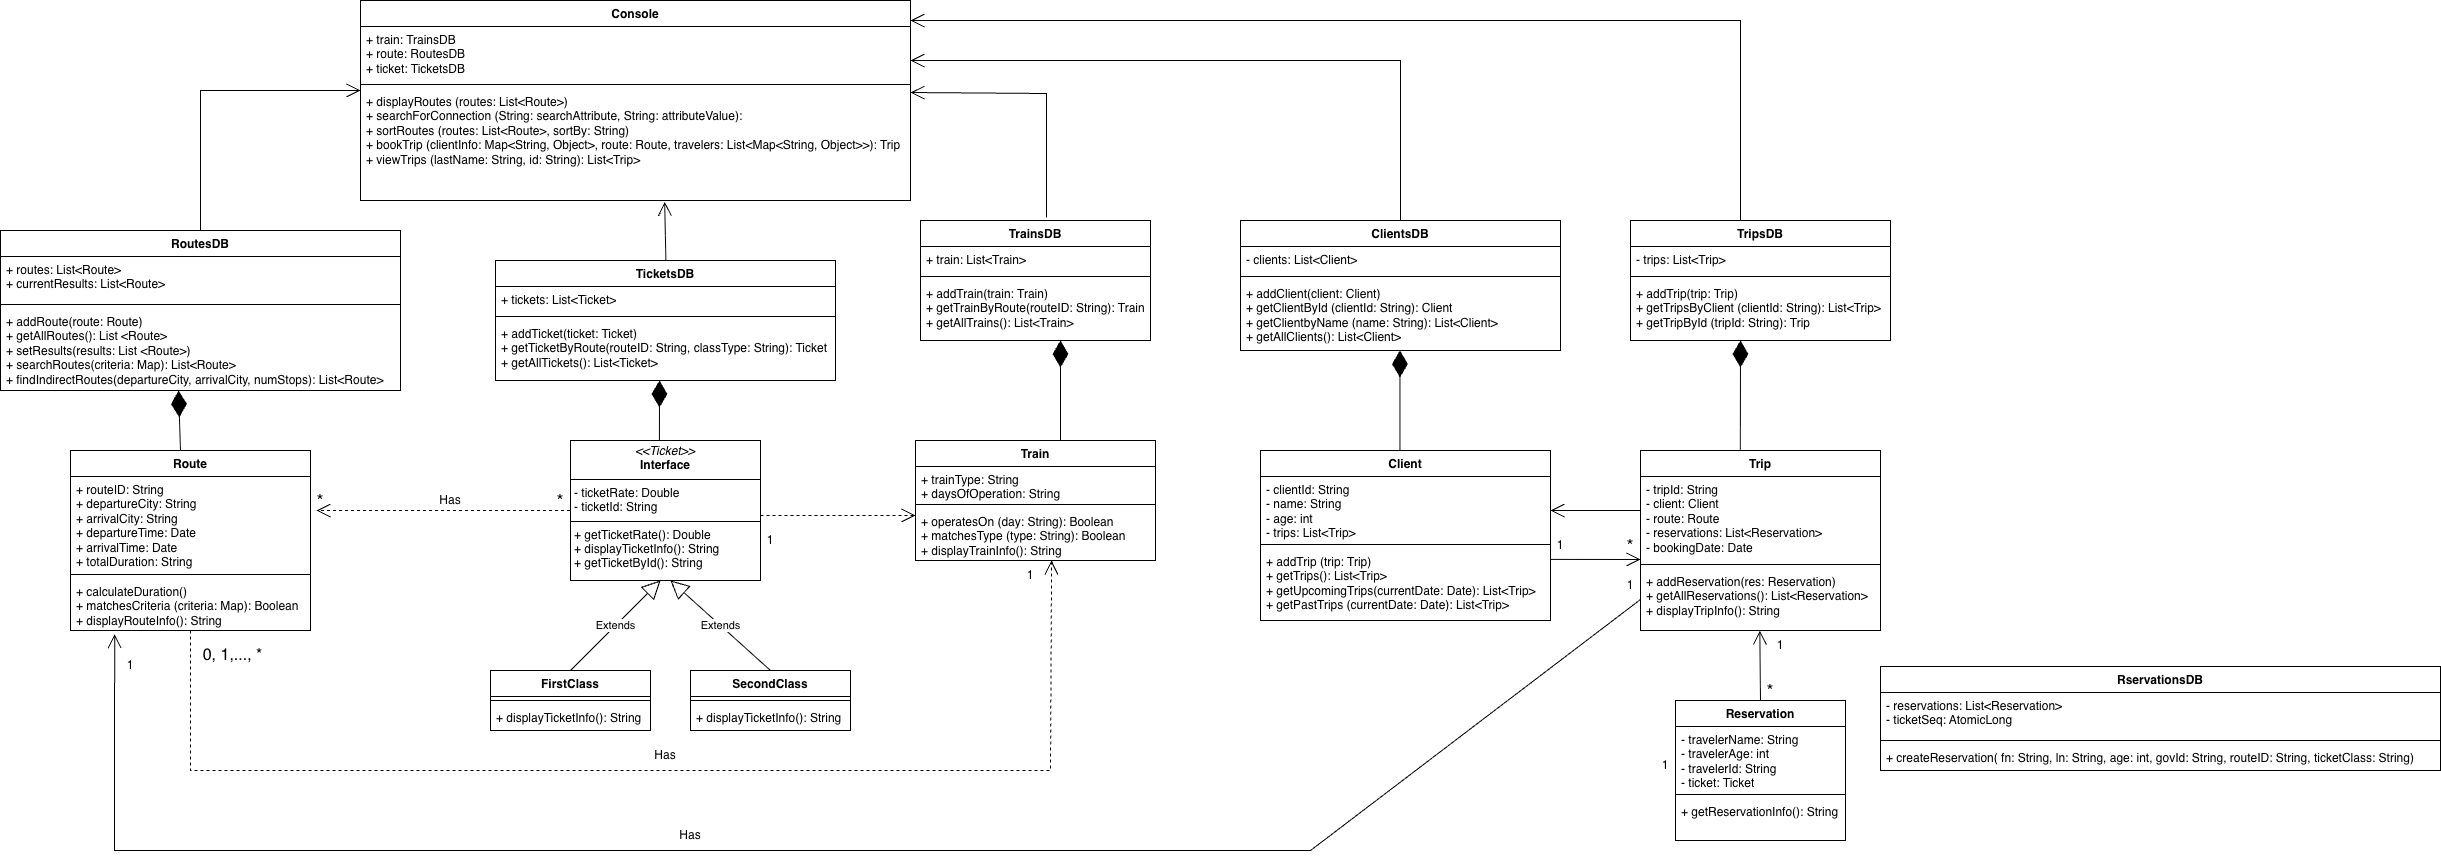 Console
+ train: TrainsDB
+ route: RoutesDB
+ ticket: TicketsDB
+ displayRoutes (routes: List<Route>)
+ searchForConnection (String: searchAttribute, String: attributeValue):
+ sortRoutes (routes: List<Route>, sortBy: String)
+ bookTrip (clientInfo: Map<String, Object>, route: Route, travelers: List<Map<String, Object>>): Trip
+ viewTrips (lastName: String, id: String): List<Trip>
RoutesDB
+ routes: List<Route>
+ currentResults: List<Route>
+ addRoute(route: Route)
+ getAllRoutes(): List <Route>
+ setResults(results: List <Route>)
+ searchRoutes(criteria: Map): List<Route>
+ findIndirectRoutes(departureCity, arrivalCity, numStops): List<Route>
TicketsDB
+ tickets: List<Ticket>
+ addTicket(ticket: Ticket)
+ getTicketByRoute(routeID: String, classType: String): Ticket
+ getAllTickets(): List<Ticket>
TrainsDB
+ train: List<Train>
+ addTrain(train: Train)
+ getTrainByRoute(routeID: String): Train
+ getAllTrains(): List<Train>
ClientsDB
- clients: List<Client>
+ addClient(client: Client)
+ getClientById (clientId: String): Client
+ getClientbyName (name: String): List<Client>
+ getAllClients(): List<Client>
TripsDB
- trips: List<Trip>
+ addTrip(trip: Trip)
+ getTripsByClient (clientId: String): List<Trip>
+ getTripById (tripId: String): Trip
Route
+ routeID: String
+ departureCity: String
+ arrivalCity: String
+ departureTime: Date
+ arrivalTime: Date
+ totalDuration: String
+ calculateDuration()
+ matchesCriteria (criteria: Map): Boolean
+ displayRouteInfo(): String
*
Has
*
<<Ticket>>
Interface
- ticketRate: Double
- ticketId: String
+ getTicketRate(): Double
+ displayTicketInfo(): String
+ getTicketById(): String
1
Train
+ trainType: String
+ daysOfOperation: String
+ operatesOn (day: String): Boolean
+ matchesType (type: String): Boolean
+ displayTrainInfo(): String
1
Client
- clientId: String
- name: String
- age: int
- trips: List<Trip>
+ addTrip (trip: Trip)
+ getTrips(): List<Trip>
+ getUpcomingTrips(currentDate: Date): List<Trip>
+ getPastTrips (currentDate: Date): List<Trip>
1
*
1
Trip
- tripId: String
- client: Client
- route: Route
- reservations: List<Reservation>
- bookingDate: Date
+ addReservation(res: Reservation)
+ getAllReservations(): List<Reservation>
+ displayTripInfo(): String
1
0, 1,..., *
Extends
Extends
FirstClass
+ displayTicketInfo(): String
SecondClass
+ displayTicketInfo(): String
1
*
Reservation
- travelerName: String
- travelerAge: int
- travelerId: String
- ticket: Ticket
+ getReservationInfo(): String
1
RservationsDB
- reservations: List<Reservation>
- ticketSeq: AtomicLong
+ createReservation( fn: String, ln: String, age: int, govId: String, routeID: String, ticketClass: String)
Has
Has